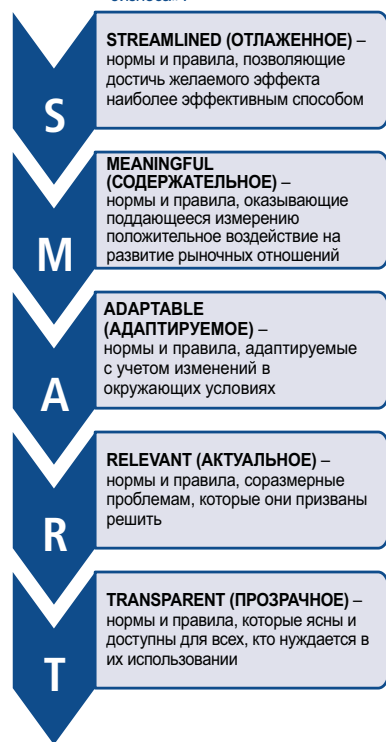 бизнеса» ?
S
STREAMLINED (ОТЛАЖЕННОЕ) –
нормы и правила, позволяющие
достичь желаемого эффекта
наиболее эффективным способом
M
MEANINGFUL
(СОДЕРЖАТЕЛЬНОЕ) –
нормы и правила, оказывающие
поддающееся измерению
положительное воздействие на
развитие рыночных отношений
A
ADAPTABLE
(АДАПТИРУЕМОЕ) –
нормы и правила, адаптируемые
с учетом изменений в
окружающих условиях
R
RELEVANT (АКТУАЛЬНОЕ) –
нормы и правила, соразмерные
проблемам, которые они призваны
решить
T
TRANSPARENT (ПРОЗРАЧНОЕ) –
нормы и правила, которые ясны и
доступны для всех, кто нуждается в
их использовании